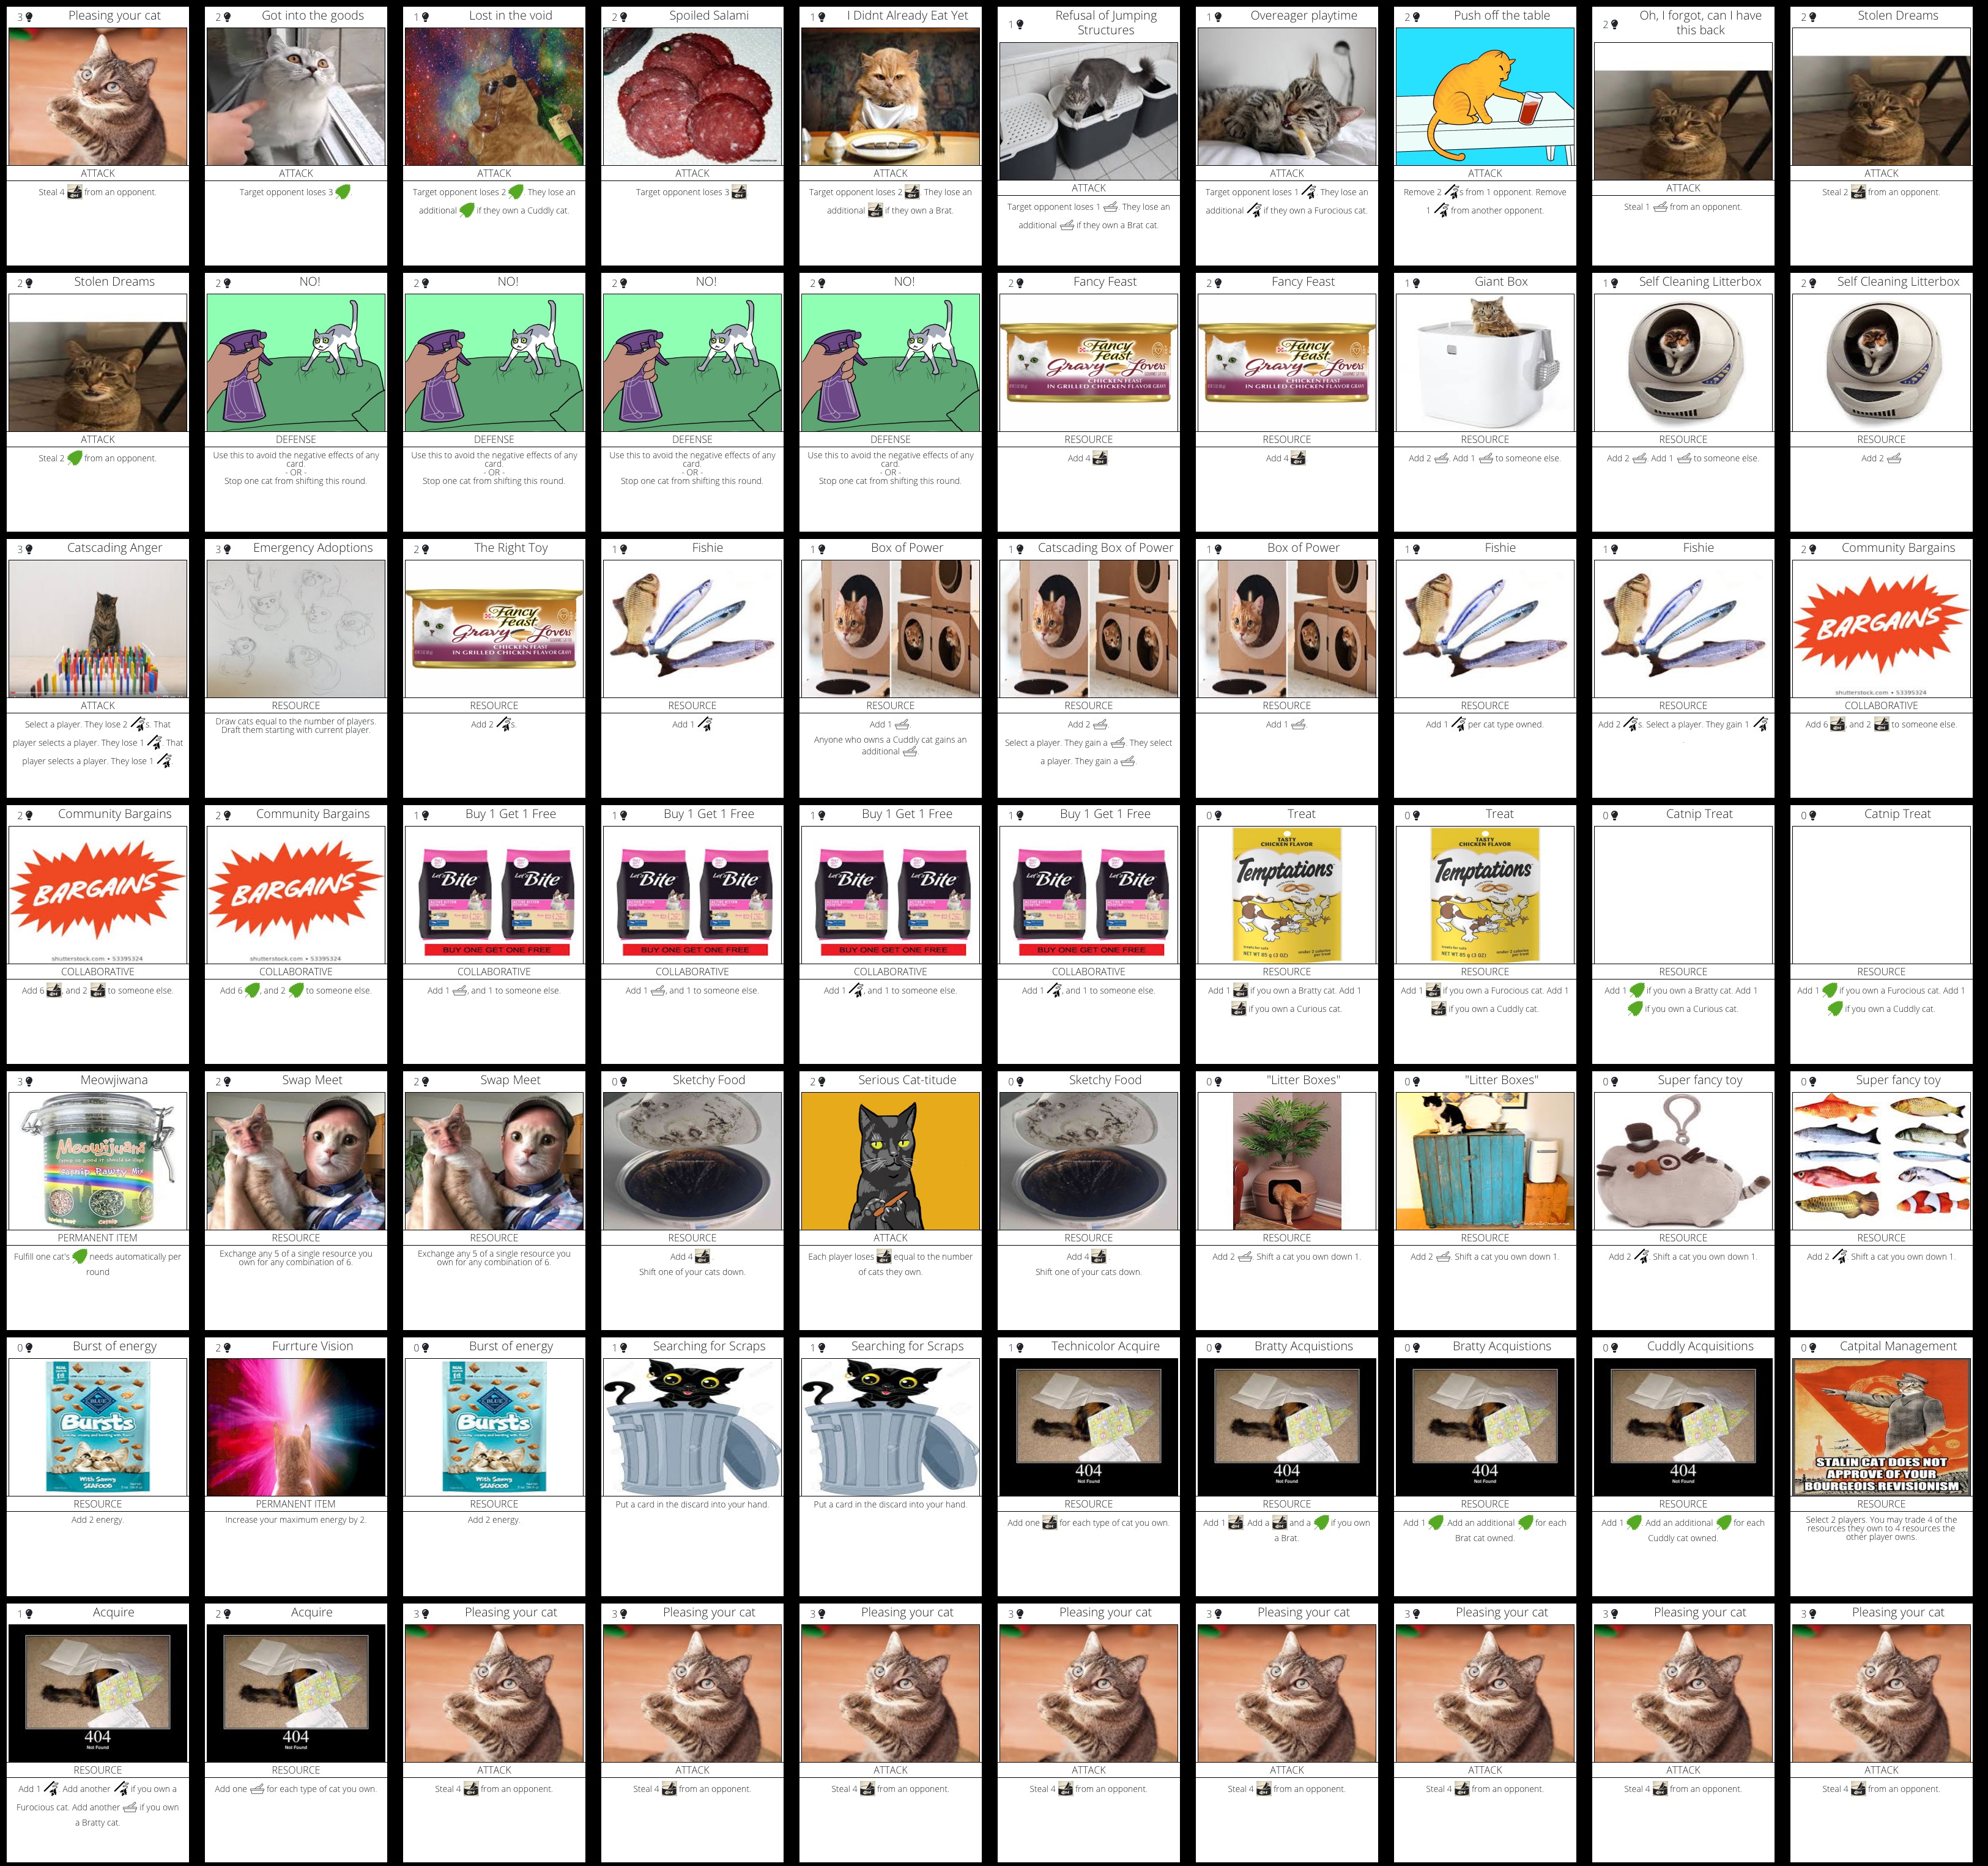 3 Pleasing your cat
ATTACK
Steal 4 from an opponent.
2 Got into the goods
ATTACK
Target opponent loses 3
1 Lost in the void
ATTACK
Target opponent loses 2 . They lose an
additional if they own a Cuddly cat.
2 Spoiled Salami
ATTACK
Target opponent loses 3
1 I Didnt Already Eat Yet
ATTACK
Target opponent loses 2 . They lose an
additional if they own a Brat.
1 Refusal of Jumping
Structures
ATTACK
Target opponent loses 1 . They lose an
additional if they own a Brat cat.
1 Overeager playtime
ATTACK
Target opponent loses 1 . They lose an
additional if they own a Furocious cat.
2 Push off the table
ATTACK
Remove 2 s from 1 opponent. Remove
1 from another opponent.
2 Oh, I forgot, can I have
this back
ATTACK
Steal 1 from an opponent.
2 Stolen Dreams
ATTACK
Steal 2 from an opponent.
2 Stolen Dreams
ATTACK
Steal 2 from an opponent.
2 NO!
DEFENSE
Use this to avoid the negative effects of any
card.
- OR -
Stop one cat from shifting this round.
2 NO!
DEFENSE
Use this to avoid the negative effects of any
card.
- OR -
Stop one cat from shifting this round.
2 NO!
DEFENSE
Use this to avoid the negative effects of any
card.
- OR -
Stop one cat from shifting this round.
2 NO!
DEFENSE
Use this to avoid the negative effects of any
card.
- OR -
Stop one cat from shifting this round.
2 Fancy Feast
Fancy
Feast
Gravy Lovers
CHICKEN FEAST
IN GRILLED CHICKEN FLAVOR GRAVY
RESOURCE
Add 4
2 Fancy Feast
Fancy
Feast
Gravy Lovers
CHICKEN FEAST
IN GRILLED CHICKEN FLAVOR GRAVY
RESOURCE
Add 4
1 Giant Box
RESOURCE
Add 2 . Add 1 to someone else.
1 Self Cleaning Litterbox
RESOURCE
Add 2 . Add 1 to someone else.
2 Self Cleaning Litterbox
RESOURCE
Add 2
3 Catscading Anger
ATTACK
Select a player. They lose 2 s. That
player selects a player. They lose 1 . That
player selects a player. They lose 1
3 Emergency Adoptions
RESOURCE
Draw cats equal to the number of players.
Draft them starting with current player.
2 The Right Toy
Fancy
Feast
Gravy Lovers
CHICKEN FEAST
IN GRILLED CHICKEN FLAVOR GRAVY
RESOURCE
Add 2 s.
1 Fishie
RESOURCE
Add 1
1 Box of Power
RESOURCE
Add 1 .
Anyone who owns a Cuddly cat gains an
additional .
1 Catscading Box of Power
RESOURCE
Add 2 .
Select a player. They gain a . They select
a player. They gain a .
1 Box of Power
RESOURCE
Add 1 .
1 Fishie
RESOURCE
Add 1 per cat type owned.
1 Fishie
RESOURCE
Add 2 s. Select a player. They gain 1
.
2 Community Bargains
BARGAINS
shutterstock.com • 53395324
COLLABORATIVE
Add 6 , and 2 to someone else.
2 Community Bargains
BARGAINS
shutterstock.com • 53395324
COLLABORATIVE
Add 6 , and 2 to someone else.
2 Community Bargains
BARGAINS
shutterstock.com • 53395324
COLLABORATIVE
Add 6 , and 2 to someone else.
1 Buy 1 Get 1 Free
Let's Bite Let's Bite
BUY ONE GET ONE FREE
COLLABORATIVE
Add 1 , and 1 to someone else.
1 Buy 1 Get 1 Free
Let's Bite Let's Bite
BUY ONE GET ONE FREE
COLLABORATIVE
Add 1 , and 1 to someone else.
1 Buy 1 Get 1 Free
Let's Bite Let's Bite
BUY ONE GET ONE FREE
COLLABORATIVE
Add 1 , and 1 to someone else.
1 Buy 1 Get 1 Free
Let's Bite Let's Bite
BUY ONE GET ONE FREE
COLLABORATIVE
Add 1 , and 1 to someone else.
0 Treat
TASTY
CHICKEN FLAVOR
Temptations
NET WT 85 g (3 OZ)
RESOURCE
Add 1 if you own a Bratty cat. Add 1
if you own a Curious cat.
0 Treat
TASTY
CHICKEN FLAVOR
Temptations
NET WT 85 g (3 OZ)
RESOURCE
Add 1 if you own a Furocious cat. Add 1
if you own a Cuddly cat.
0 Catnip Treat
RESOURCE
Add 1 if you own a Bratty cat. Add 1
if you own a Curious cat.
0 Catnip Treat
RESOURCE
Add 1 if you own a Furocious cat. Add 1
if you own a Cuddly cat.
3 Meowjiwana
Meowijuana
PERMANENT ITEM
Fulfill one cat's needs automatically per
round
2 Swap Meet
RESOURCE
Exchange any 5 of a single resource you
own for any combination of 6.
2 Swap Meet
RESOURCE
Exchange any 5 of a single resource you
own for any combination of 6.
0 Sketchy Food
RESOURCE
Add 4
Shift one of your cats down.
2 Serious Cat-titude
ATTACK
Each player loses equal to the number
of cats they own.
0 Sketchy Food
RESOURCE
Add 4
Shift one of your cats down.
0 "Litter Boxes"
RESOURCE
Add 2 . Shift a cat you own down 1.
0 "Litter Boxes"
RESOURCE
Add 2 . Shift a cat you own down 1.
0 Super fancy toy
RESOURCE
Add 2 . Shift a cat you own down 1.
0 Super fancy toy
RESOURCE
Add 2 . Shift a cat you own down 1.
0 Burst of energy
BLUE
Bursts
With Savory
SEAFOOD
RESOURCE
Add 2 energy.
2 Furrture Vision
PERMANENT ITEM
Increase your maximum energy by 2.
0 Burst of energy
BLUE
Bursts
With Savory
SEAFOOD
RESOURCE
Add 2 energy.
1 Searching for Scraps
Put a card in the discard into your hand.
1 Searching for Scraps
Put a card in the discard into your hand.
1 Technicolor Acquire
404
Not Found
RESOURCE
Add one for each type of cat you own.
0 Bratty Acquistions
404
Not Found
RESOURCE
Add 1 . Add a and a if you own
a Brat.
0 Bratty Acquistions
404
Not Found
RESOURCE
Add 1 . Add an additional for each
Brat cat owned.
0 Cuddly Acquisitions
404
Not Found
RESOURCE
Add 1 . Add an additional for each
Cuddly cat owned.
0 Catpital Management
STALIN CAT DOES NOT
APPROVE OF YOUR
BOURGEOIS REVISIONISM
RESOURCE
Select 2 players. You may trade 4 of the
resources they own to 4 resources the
other player owns.
1 Acquire
404
Not Found
RESOURCE
Add 1 . Add another if you own a
Furocious cat. Add another if you own
a Bratty cat.
2 Acquire
404
Not Found
RESOURCE
Add one for each type of cat you own.
3 Pleasing your cat
ATTACK
Steal 4 from an opponent.
3 Pleasing your cat
ATTACK
Steal 4 from an opponent.
3 Pleasing your cat
ATTACK
Steal 4 from an opponent.
3 Pleasing your cat
ATTACK
Steal 4 from an opponent.
3 Pleasing your cat
ATTACK
Steal 4 from an opponent.
3 Pleasing your cat
ATTACK
Steal 4 from an opponent.
3 Pleasing your cat
ATTACK
Steal 4 from an opponent.
3 Pleasing your cat
ATTACK
Steal 4 from an opponent.